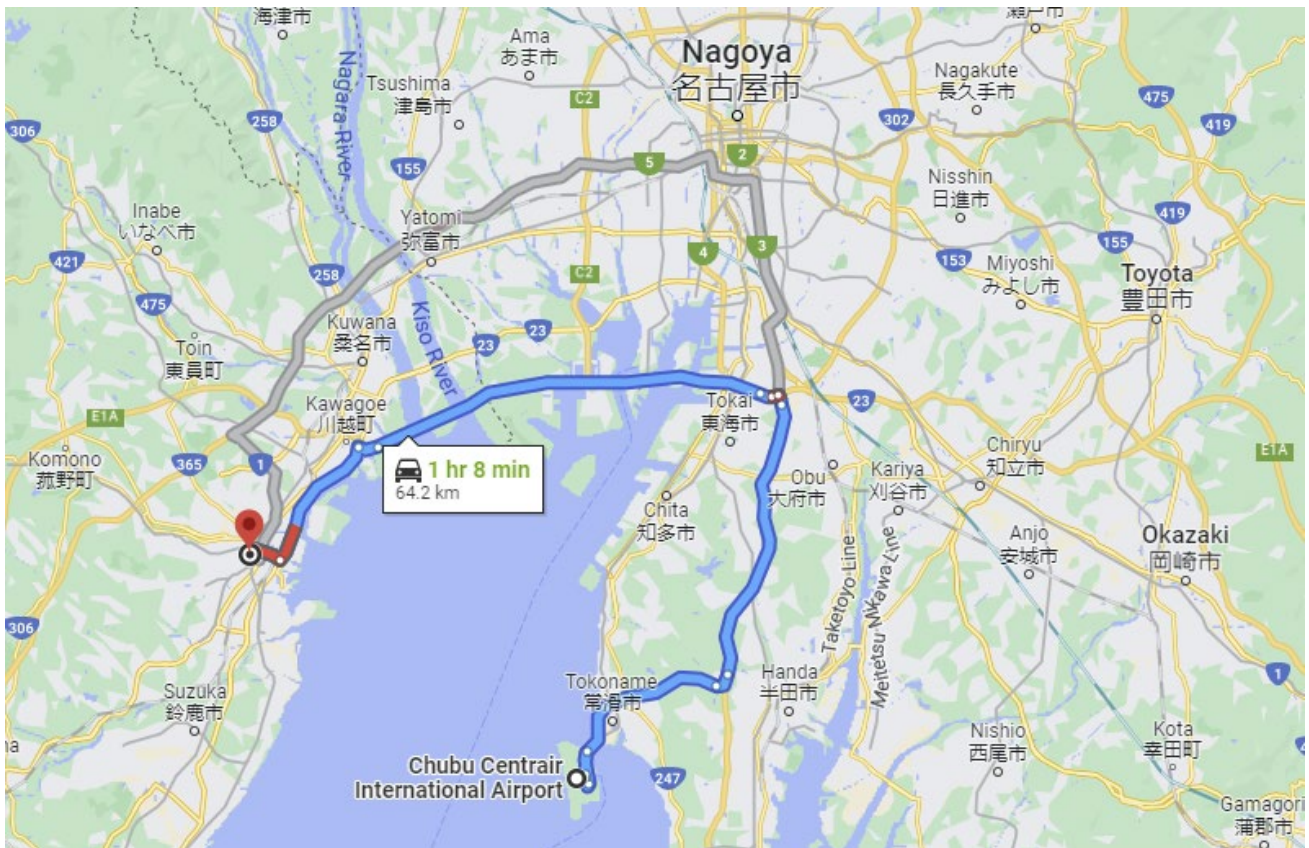 海津市
瀬戸市
Ama
あま市
Nagoya
名古屋市
Nagakute
長久手市
Tsushima
津島市
Nagara River
C2
475
419
306
258
302
155
5
2
Nisshin
日進市
Inabe
いなべ市
Yatomi
弥富市
419
421
258
4
3
C2
153
155
Miyoshi
みよし市
Toyota
豊田市
475
Kuwana
桑名市
Kiso River
23
23
Toin
東員町
Kawagoe
川越町
Tokai
東海市
23
E1A
Komono
菰野町
365
1
1 hr 8 min
64.2 km
Chiryu
知立市
E1A
Obu
大府市
Kariya
刈谷市
Chita
知多市
Anjo
安城市
Okazaki
岡崎市
Taketoyo Line
Meitetsu Mikawa Line
306
Suzuka
鈴鹿市
Tokoname
常滑市
Handa
半田市
1
Nishio
西尾市
Kota
幸田町
Chubu Centrair
International Airport
247
Gamagori
蒲郡市